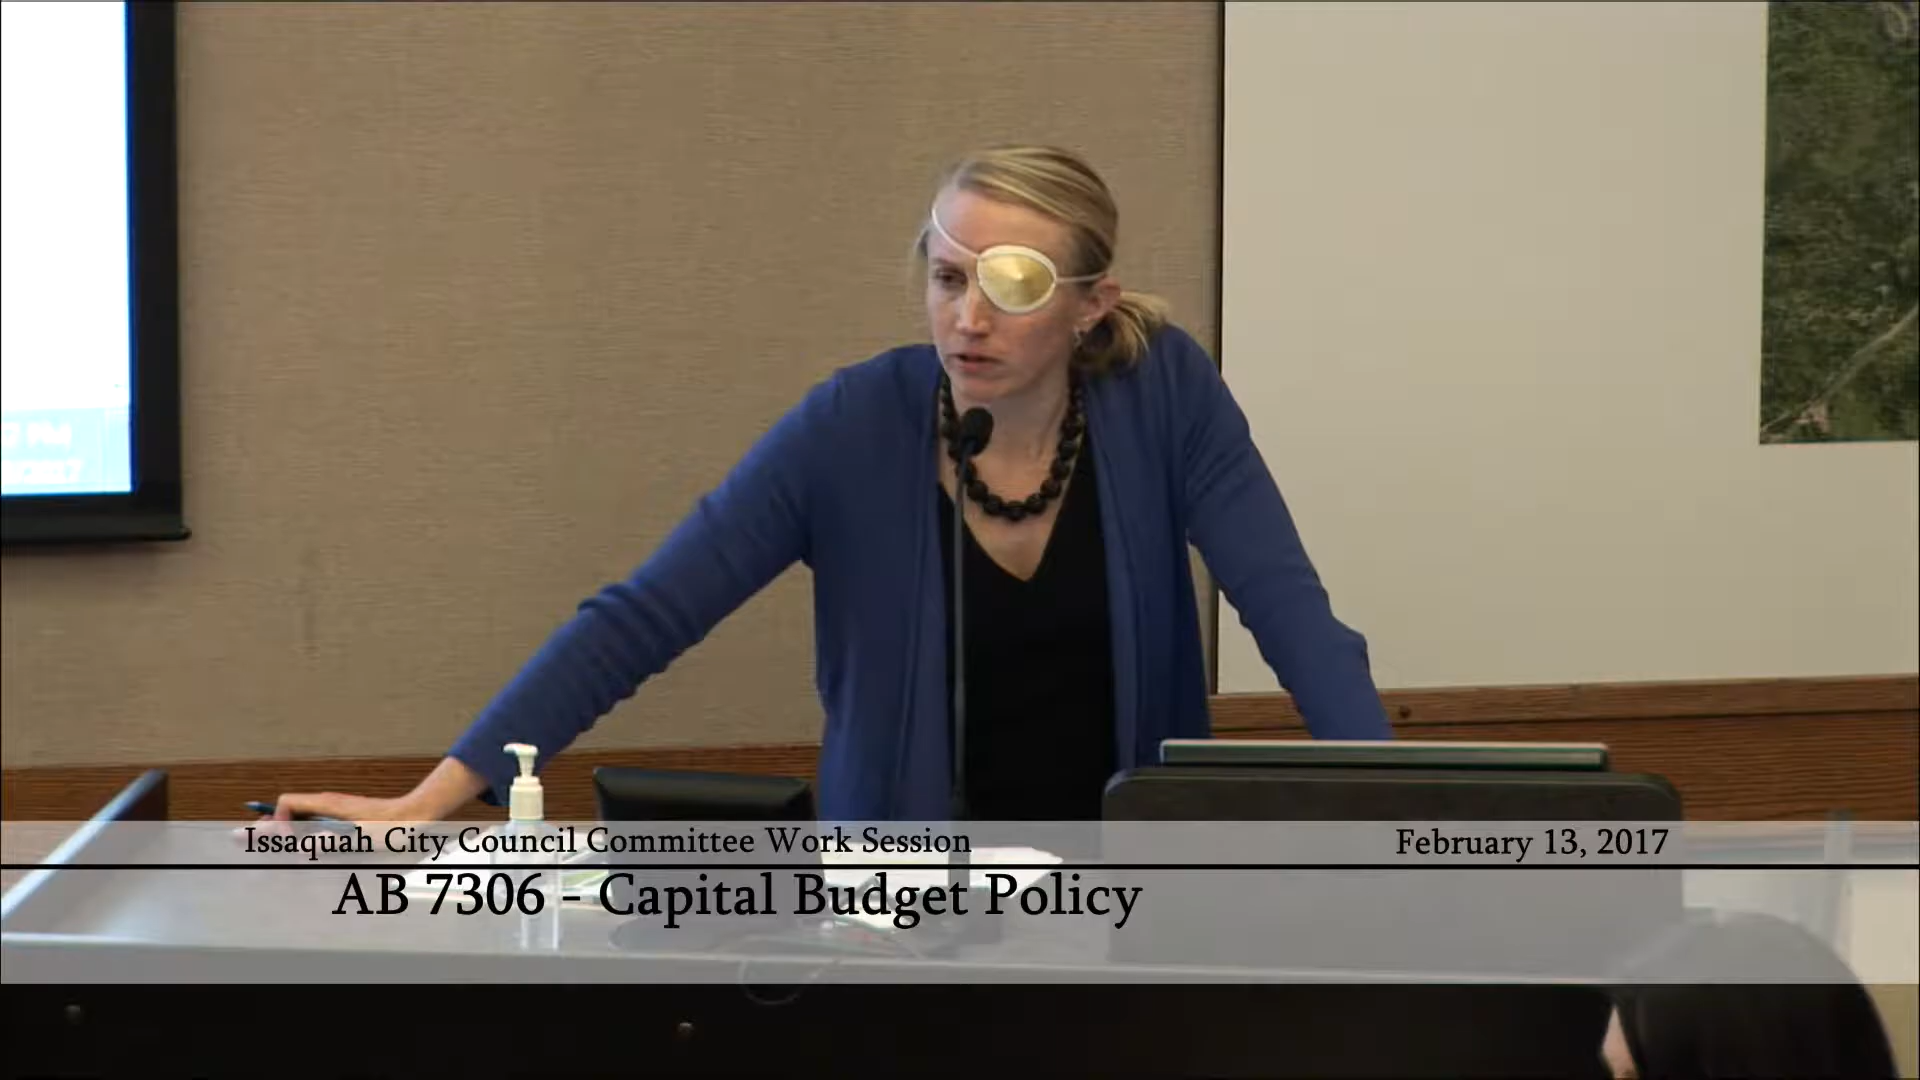 Issaquah City Council Committee Work Session
February 13, 2017
AB 7306 - Capital Budget Policy